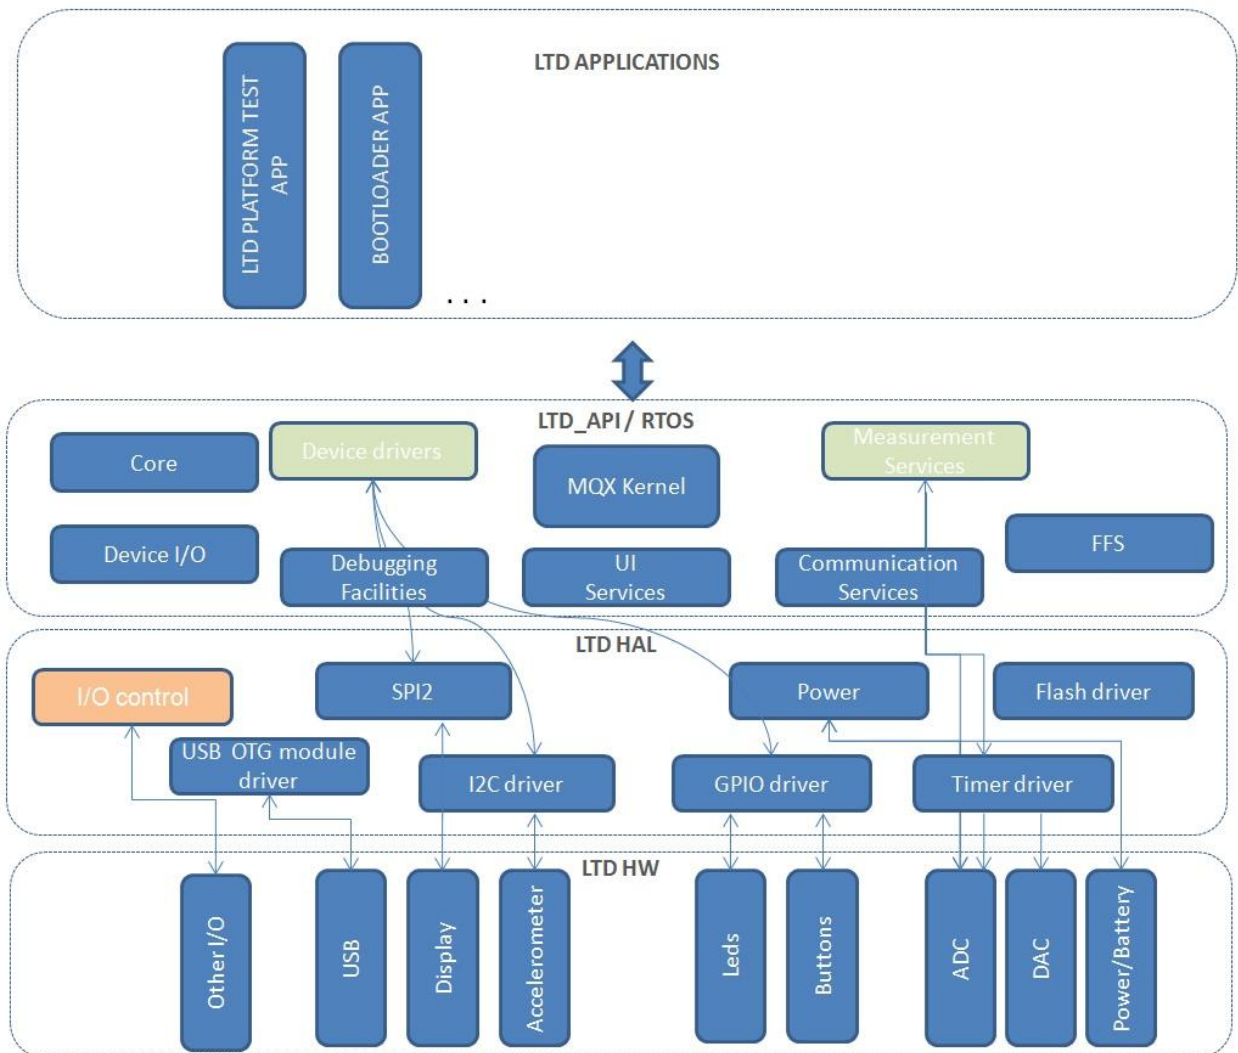 LTD APPLICATIONS
LTD PLATFORM TEST
APP
BOOTLOADER APP
. . .
LTD_API / RTOS
Core
Device drivers
MQX Kernel
Measurement
Services
Device I/O
Debugging
Facilities
UI
Services
Communication
Services
FFS
LTD HAL
I/O control
SPI2
Power
Flash driver
USB OTG module
driver
I2C driver
GPIO driver
Timer driver
LTD HW
Other I/O
USB
Display
Accelerometer
Leds
Buttons
ADC
DAC
Power/Battery